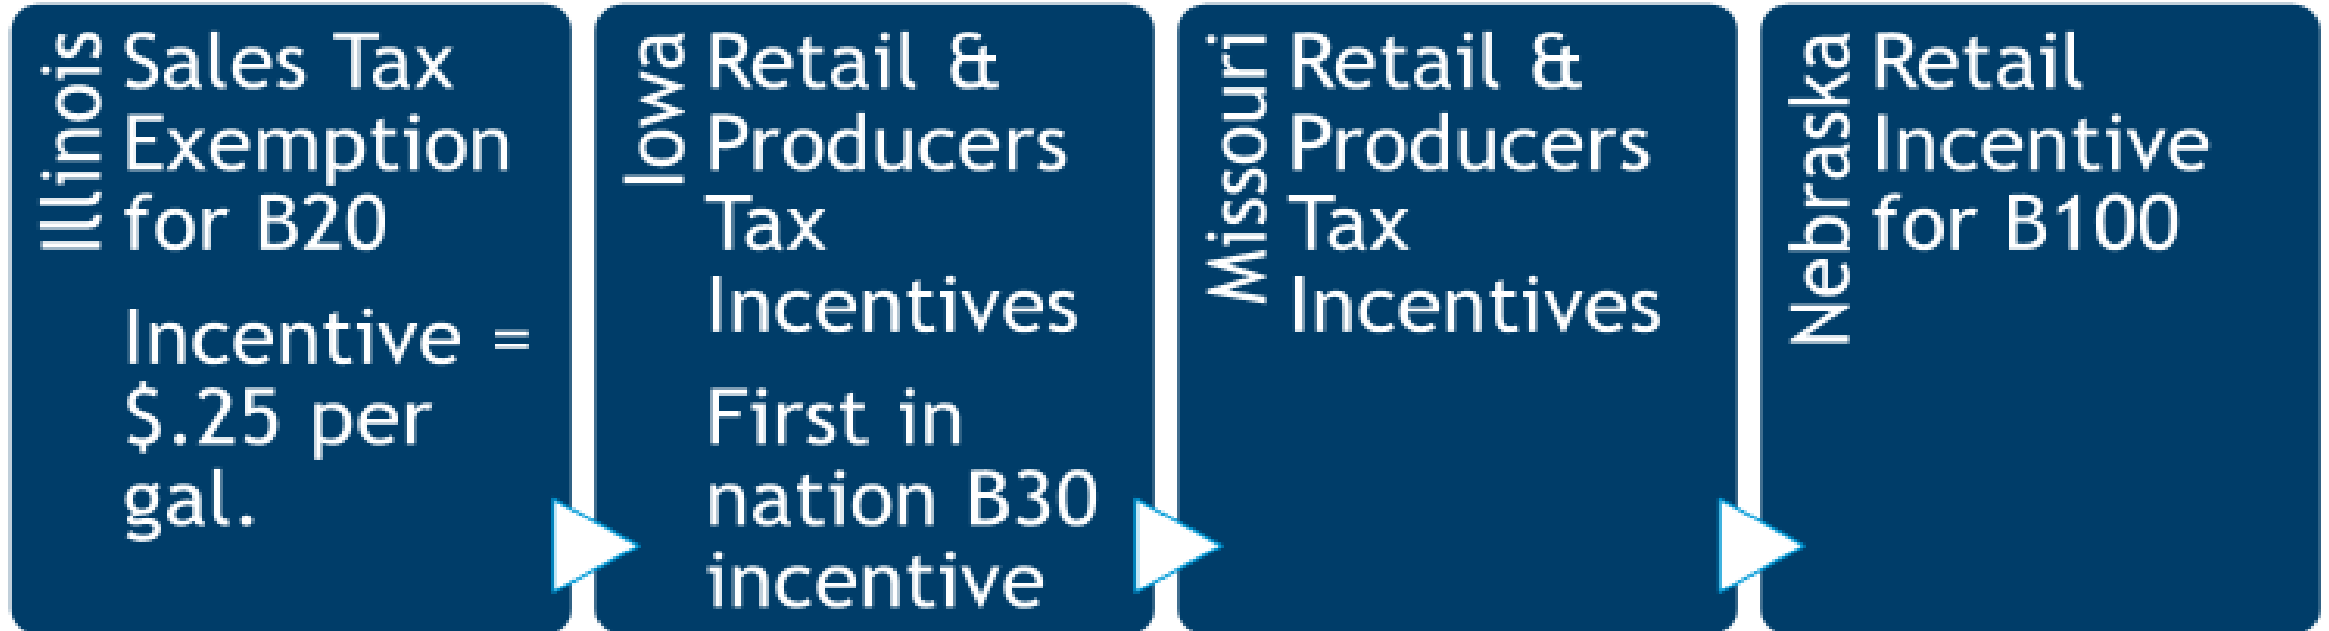 Illinois
Sales Tax
Exemption
for B20
Incentive =
$.25 per
gal.
Iowa
Retail &
Producers
Tax
Incentives
First in
nation B30
incentive
Missouri
Retail &
Producers
Tax
Incentives
Nebraska
Retail
Incentive
for B100